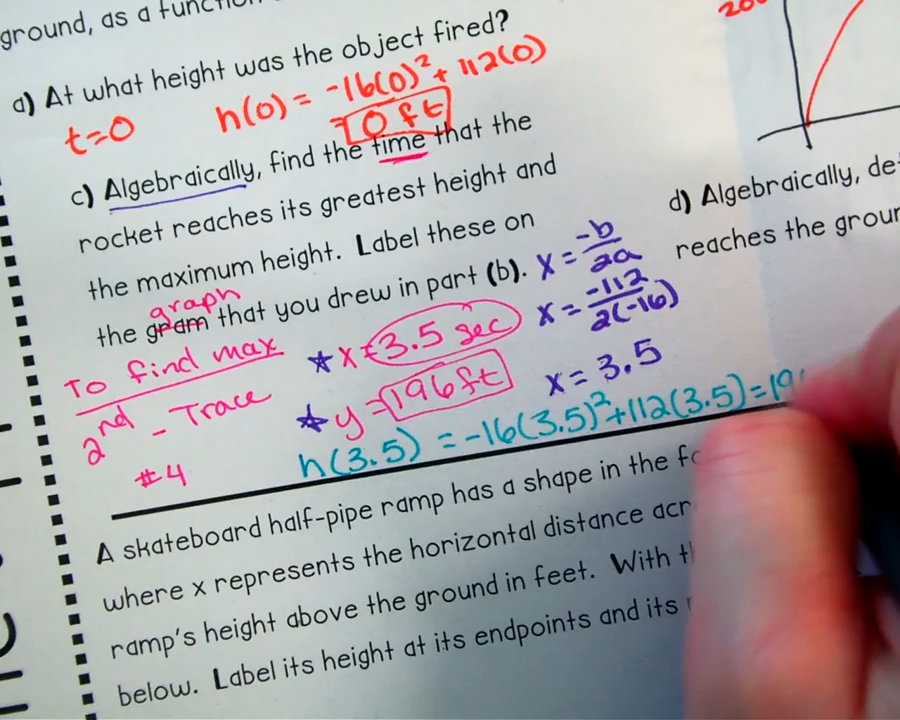 ground, as a function
200
a) At what height was the object fired?
t=0 h(0) = -16(0)² + 112(0)
= 0 ft
c) Algebraically, find the time that the
rocket reaches its greatest height and
the maximum height. Label these on
graph
the gram that you drew in part (b).
x = -b/2a
x = -112/2(-16)
x = 3.5
To find max
2nd - Trace
#4
* x = 3.5 sec
* y = 196 ft
h(3.5) = -16(3.5)² + 112(3.5) = 19
d) Algebraically, de
reaches the groun
A skateboard half-pipe ramp has a shape in the fo
where x represents the horizontal distance acr
ramp's height above the ground in feet. With t
below. Label its height at its endpoints and its